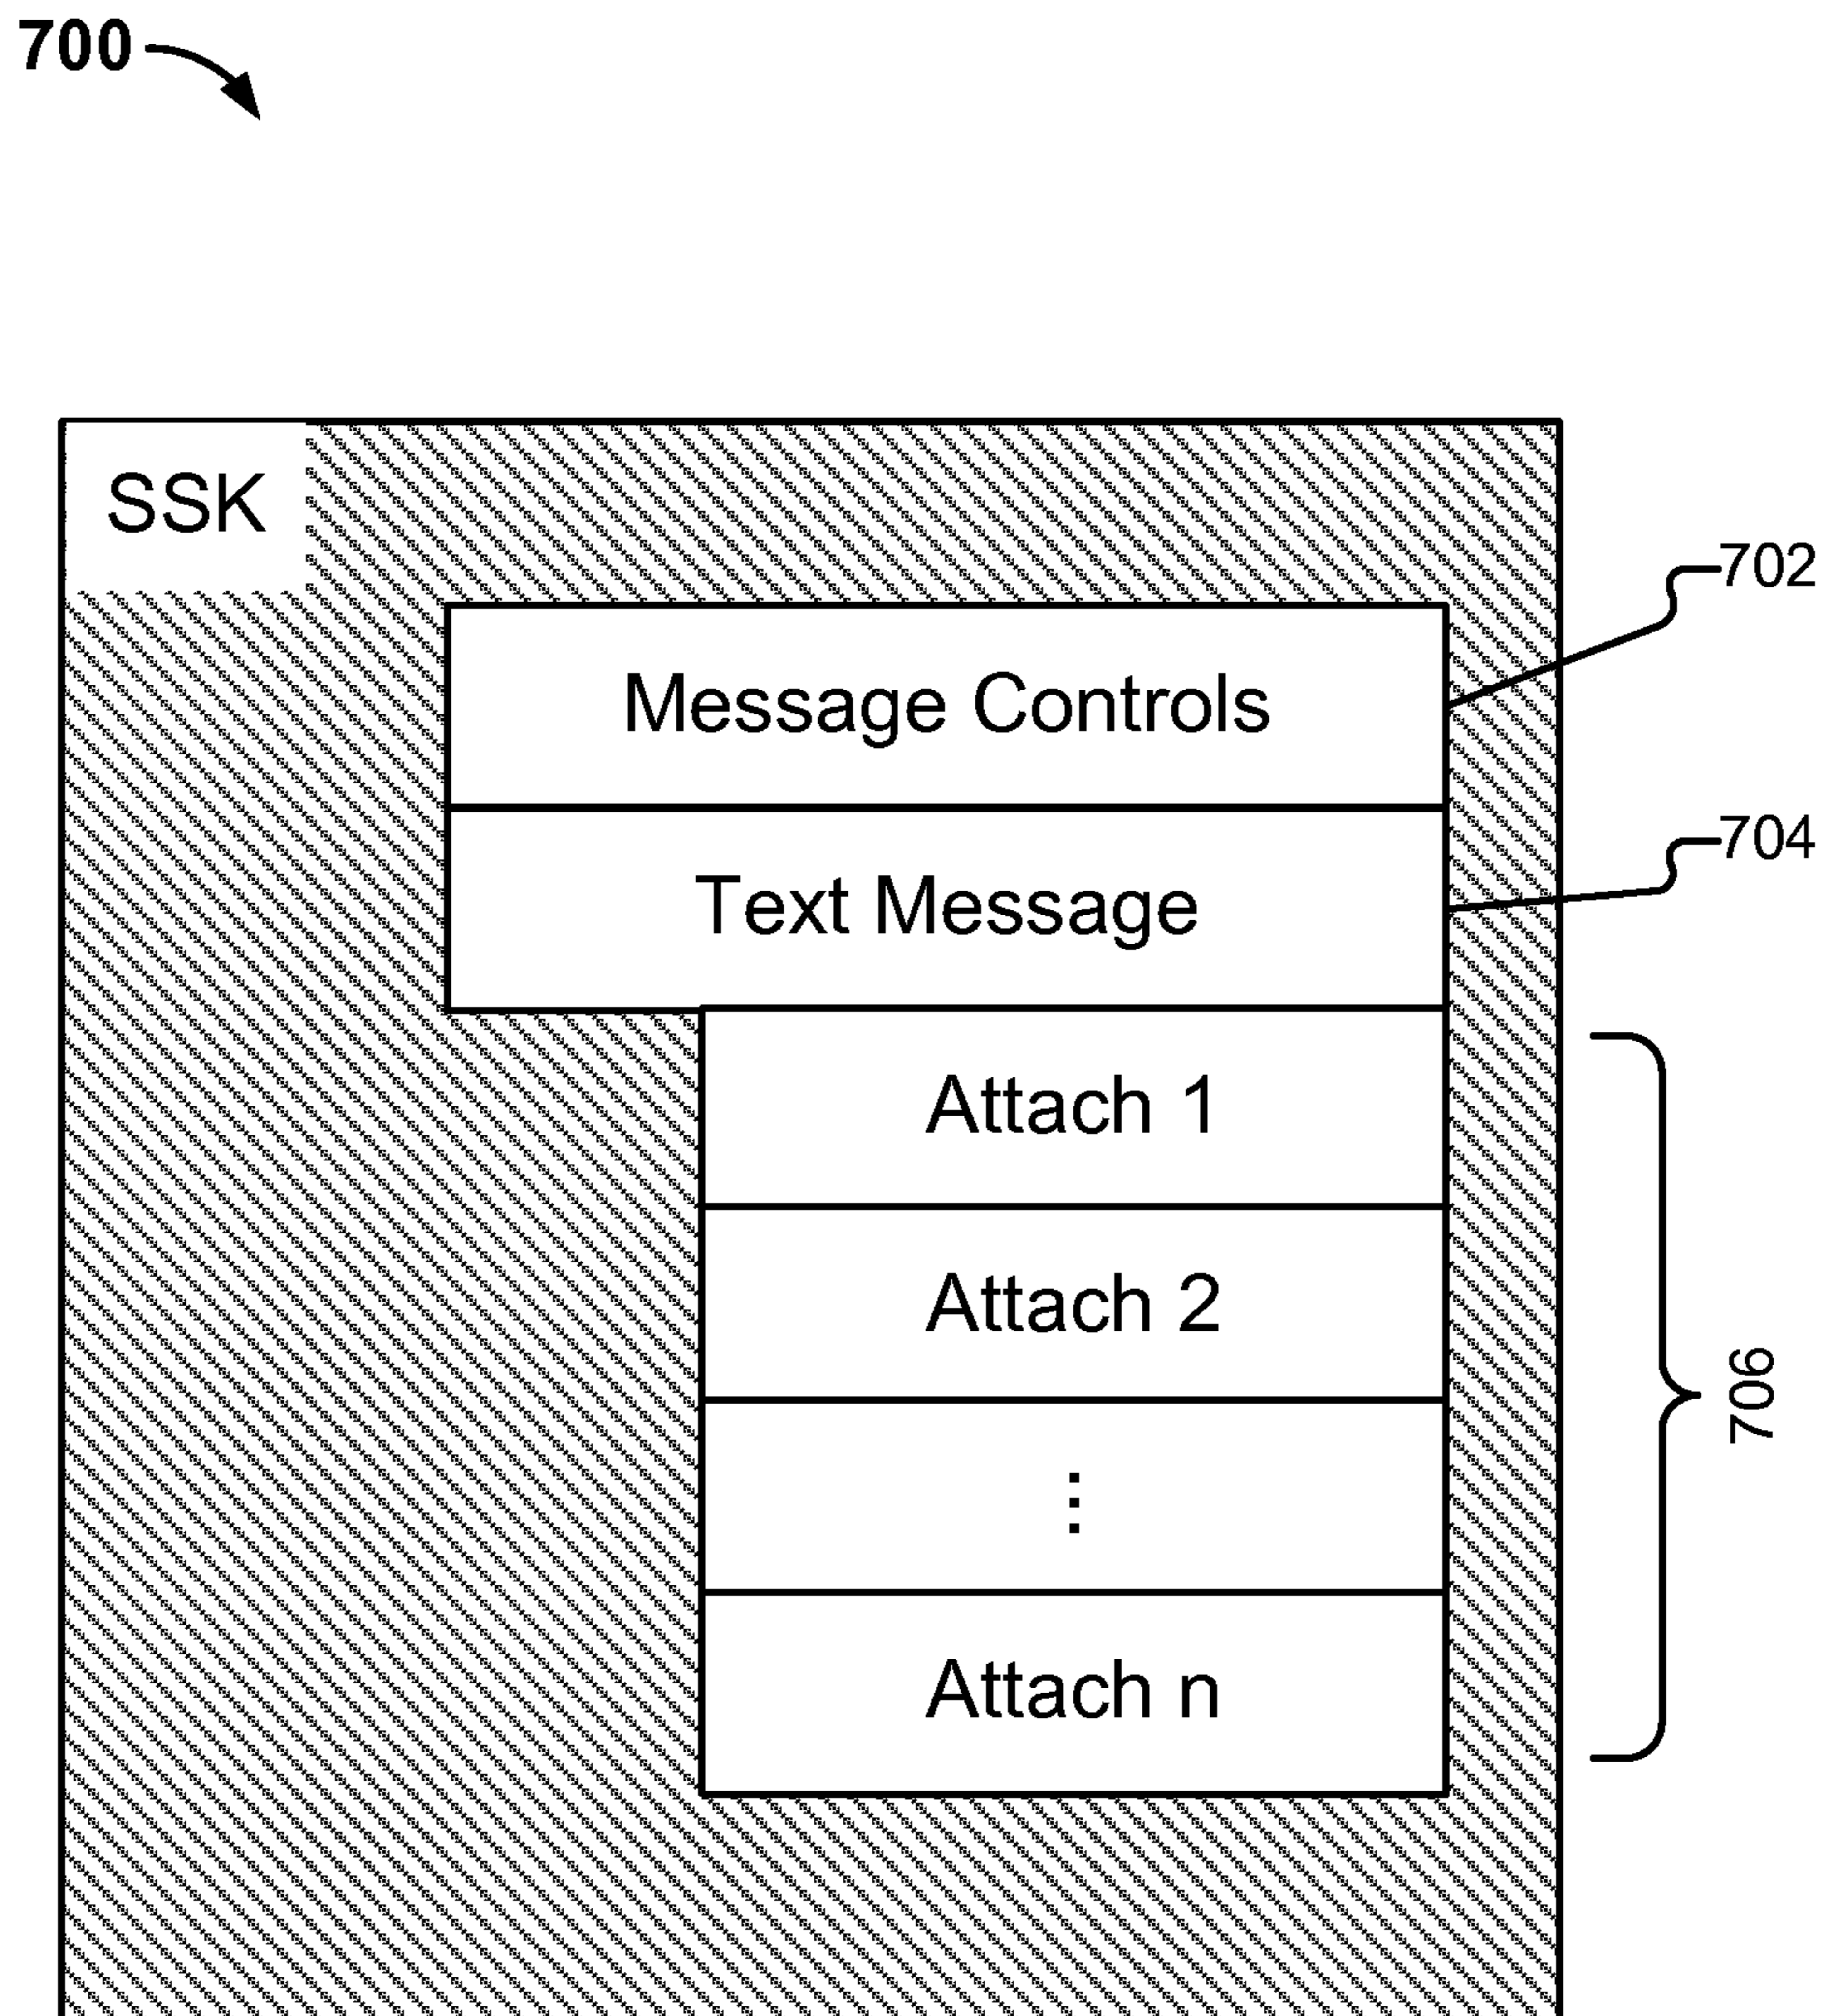 700
SSK
702
Message Controls
704
Text Message
Attach 1
Attach 2
706
⋮
Attach n